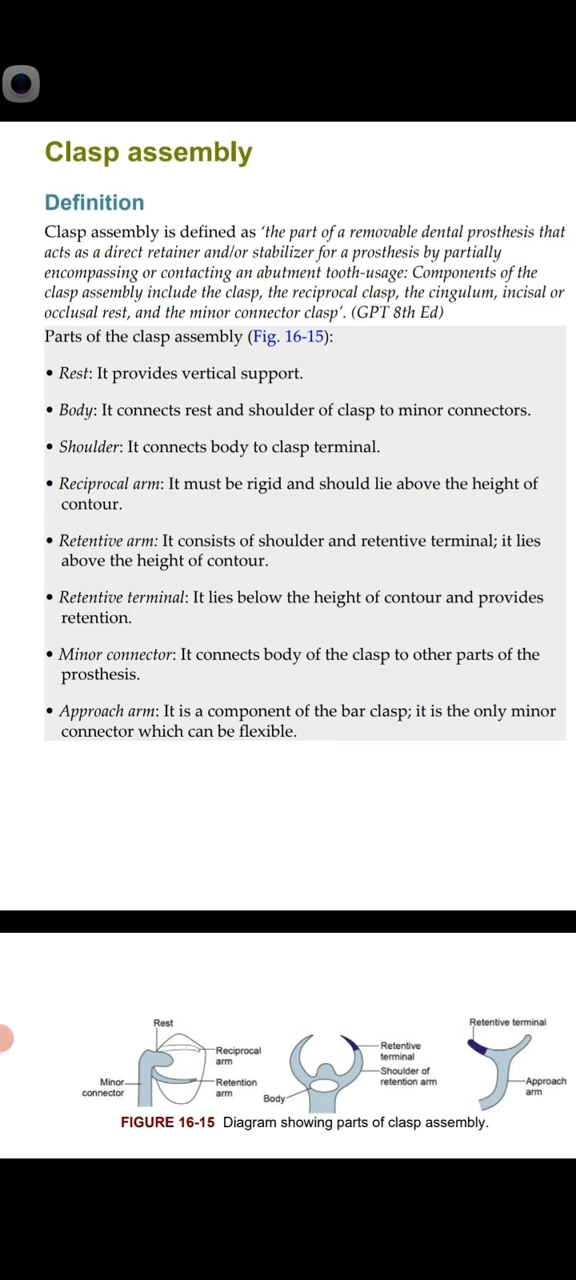 Clasp assembly
Definition
Clasp assembly is defined as ‘the part of a removable dental prosthesis that
acts as a direct retainer and/or stabilizer for a prosthesis by partially
encompassing or contacting an abutment tooth-usage: Components of the
clasp assembly include the clasp, the reciprocal clasp, the cingulum, incisal or
occlusal rest, and the minor connector clasp’. (GPT 8th Ed)
Parts of the clasp assembly (Fig. 16-15):
• Rest: It provides vertical support.
• Body: It connects rest and shoulder of clasp to minor connectors.
• Shoulder: It connects body to clasp terminal.
• Reciprocal arm: It must be rigid and should lie above the height of
contour.
• Retentive arm: It consists of shoulder and retentive terminal; it lies
above the height of contour.
• Retentive terminal: It lies below the height of contour and provides
retention.
• Minor connector: It connects body of the clasp to other parts of the
prosthesis.
• Approach arm: It is a component of the bar clasp; it is the only minor
connector which can be flexible.
Rest
Reciprocal
arm
Minor
connector
Retention
arm
Body
Retentive
terminal
Shoulder of
retention arm
Retentive terminal
Approach
arm
FIGURE 16-15 Diagram showing parts of clasp assembly.